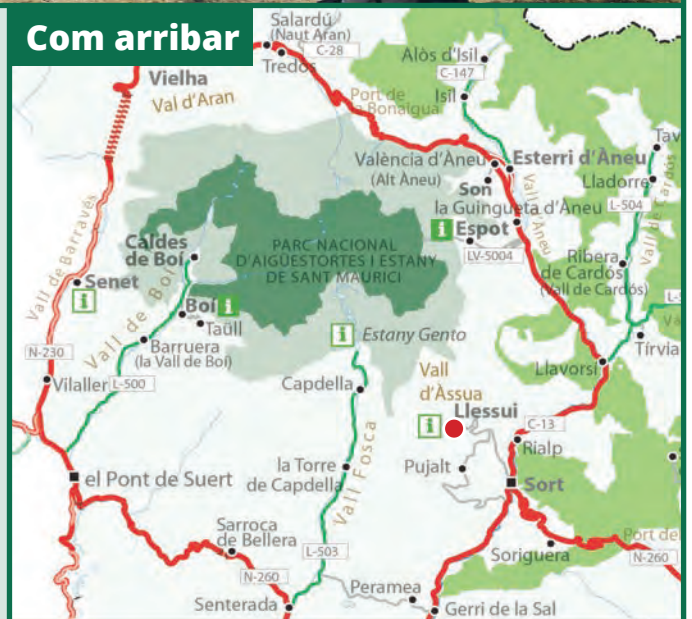 Com arribar
Salardú
(Naut Aran)
C-28
Tredòs
Alòs d'Isil
C-147
Isil
Vielha
Val d'Aran
Port de
la Bonaigua
València d'Àneu
(Alt Àneu)
Esterri d'Àneu
Son
la Guingueta d'Àneu
Vall d'Àneu
i Espot
LV-5004
Lladorre
L-504
Vall de Cardós
Ribera
de Cardós
(Vall de Cardós)
Tírvia
Llavorsí
Vall de Barravés
Caldes
de Boí
PARC NACIONAL
D'AIGÜESTORTES I ESTANY
DE SANT MAURICI
Senet
i
Vall de Boí
Boí i
Taüll
Barruera
(la Vall de Boí)
N-230
Vilaller
L-500
i Estany Gento
Capdella
Vall
d'Àssua
i
Llessui
C-13
Rialp
Pujalt
Sort
el Pont de Suert
la Torre
de Capdella
Vall Fosca
Sarroca
de Bellera
L-503
N-260
Senterada
Peramea
Gerri de la Sal
Soriguera
N-260